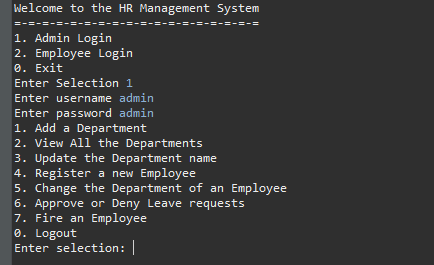 Welcome to the HR Management System
=-=-=-=-=-=-=-=-=-=-=-=-=-=-=-=-=-=
1. Admin Login
2. Employee Login
0. Exit
Enter Selection 1
Enter username admin
Enter password admin
1. Add a Department
2. View All the Departments
3. Update the Department name
4. Register a new Employee
5. Change the Department of an Employee
6. Approve or Deny Leave requests
7. Fire an Employee
0. Logout
Enter selection: